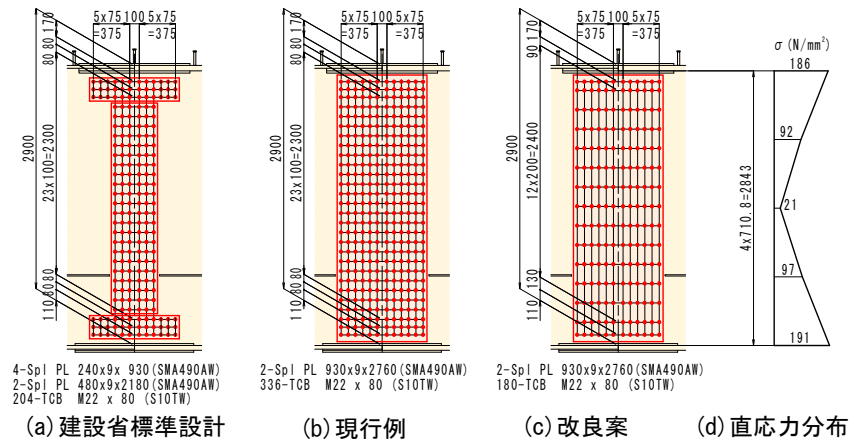 5x75 100 5x75
=375 =375
80 80 170
2900
23x100=2300
110 80 80
4-Spl PL 240x9x 930(SMA490AW)
2-Spl PL 480x9x2180(SMA490AW)
204-TCB M22 x 80 (S10TW)
(a)建設省標準設計
5x75 100 5x75
=375 =375
80 80 170
2900
23x100=2300
110 80 80
2-Spl PL 930x9x2760(SMA490AW)
336-TCB M22 x 80 (S10TW)
(b)現行例
5x75 100 5x75
=375 =375
90 170
2900
12x200=2400
110 130
2-Spl PL 930x9x2760(SMA490AW)
180-TCB M22 x 80 (S10TW)
(c)改良案
4x710.8=2843
σ(N/mm²)
186
92
21
97
191
(d)直応力分布